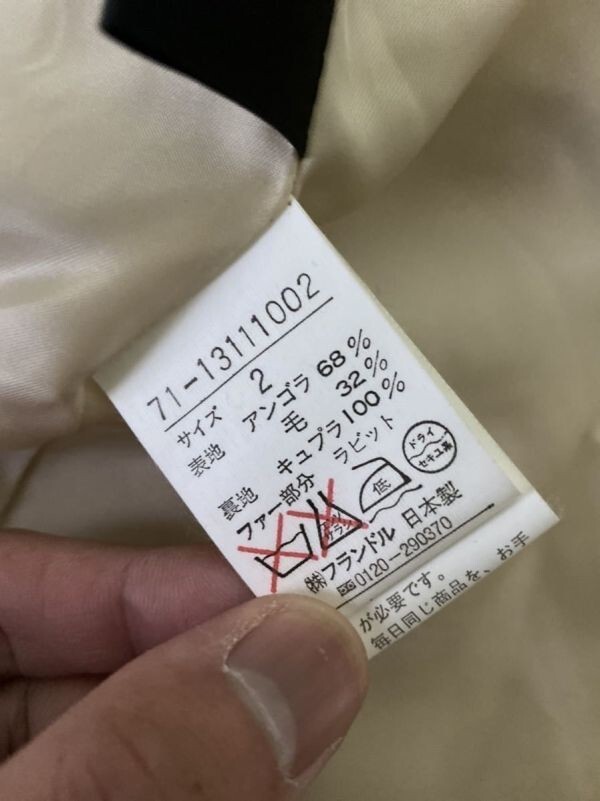 71-13111002
サイズ 2
表地 アンゴラ 68%
毛 32%
裏地 キュプラ100%
ファー部分 ラビット
低
ドライ
セキユ系
㈱フランドル 日本製
0120-290370
が必要です。
毎日同じ商品を、お手